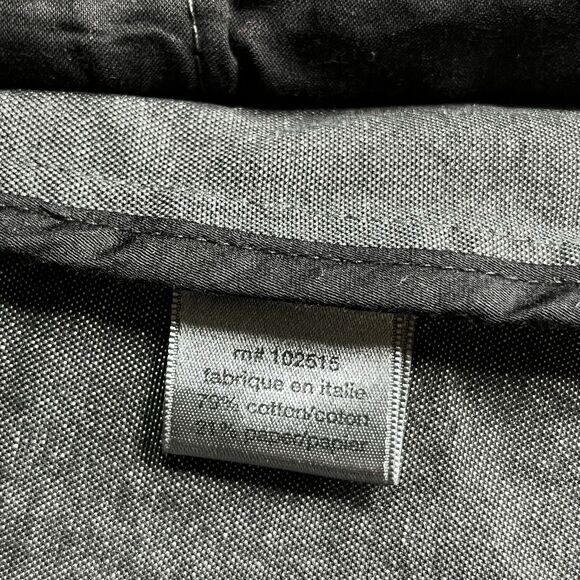 m# 102515
fabrique en italie
79% cotton/coton
21% paper/papier